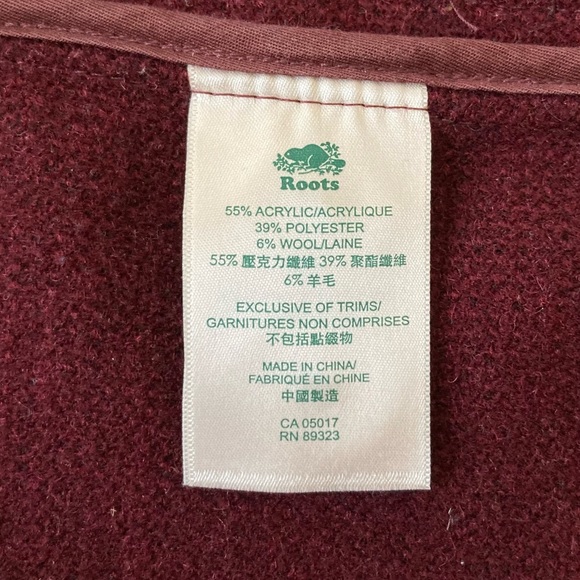 Roots
55% ACRYLIC/ACRYLIQUE
39% POLYESTER
6% WOOL/LAINE
55% 壓克力纖維 39% 聚酯纖維
6% 羊毛
EXCLUSIVE OF TRIMS/
GARNITURES NON COMPRISES
不包括點綴物
MADE IN CHINA/
FABRIQUÉ EN CHINE
中國製造
CA 05017
RN 89323